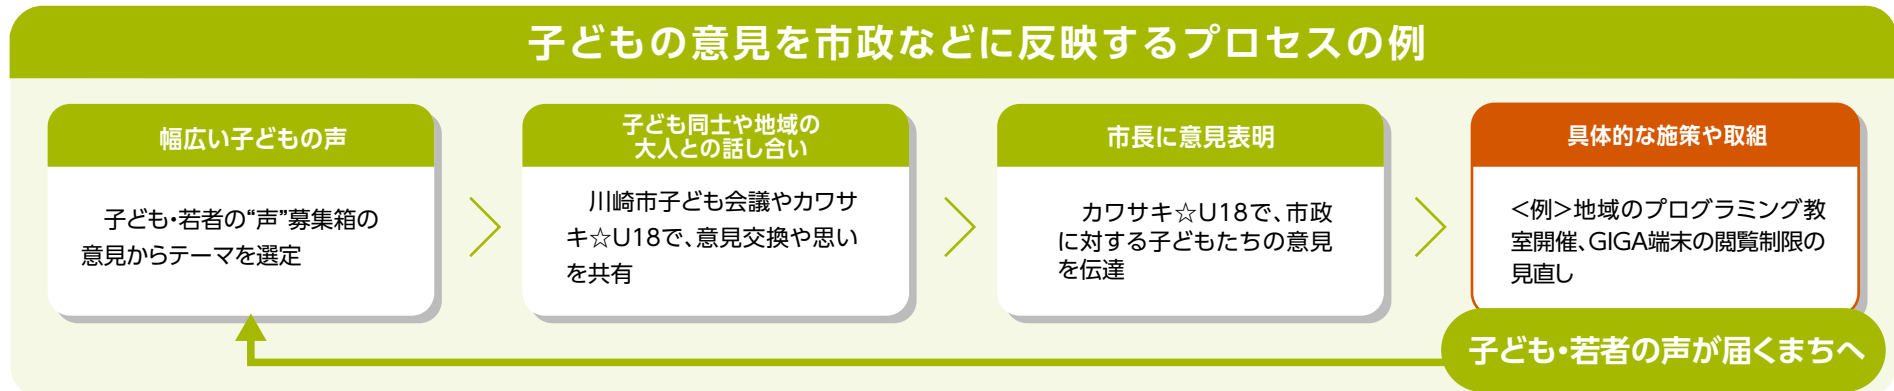 子どもの意見を市政などに反映するプロセスの例
幅広い子どもの声
子ども・若者の“声”募集箱の
意見からテーマを選定
子ども同士や地域の
大人との話し合い
川崎市子ども会議やカワサ
キ☆U18で、意見交換や思い
を共有
市長に意見表明
カワサキ☆U18で、市政
に対する子どもたちの意見
を伝達
具体的な施策や取組
<例>地域のプログラミング教
室開催、GIGA端末の閲覧制限の
見直し
子ども・若者の声が届くまちへ